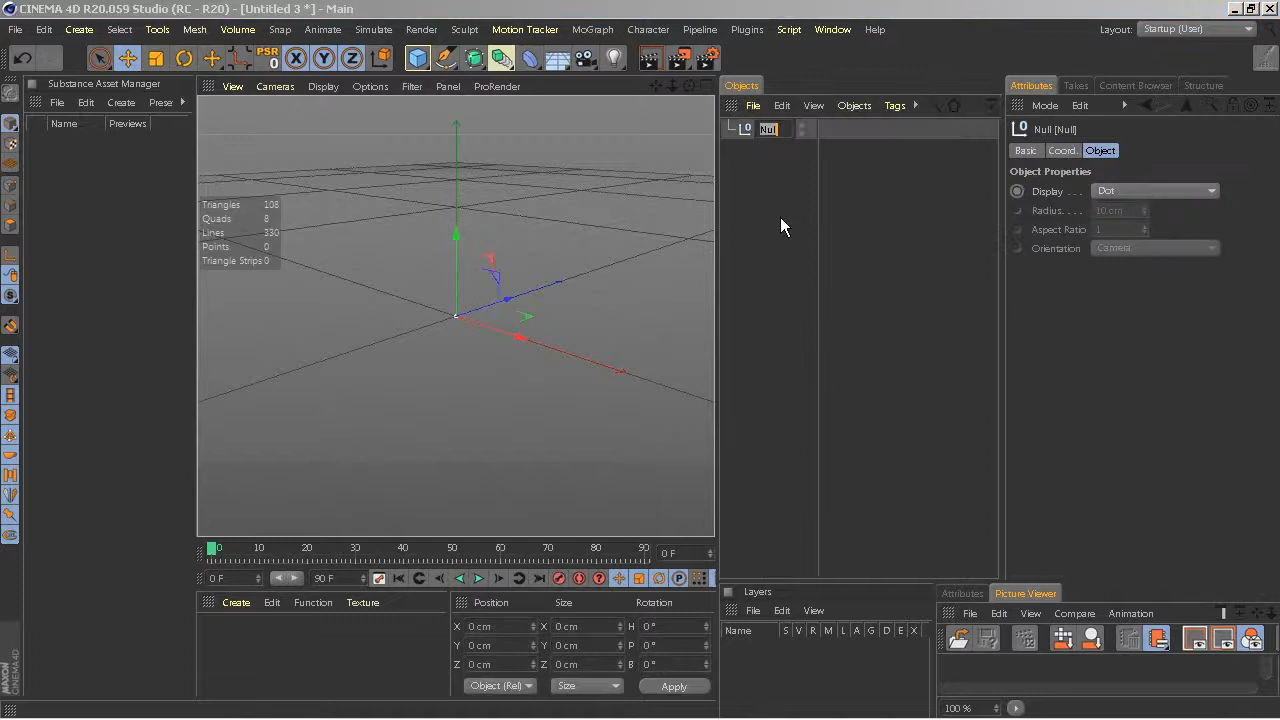 CINEMA 4D R20.059 Studio (RC - R20) - [Untitled 3 *] - Main
File Edit Create Select Tools Mesh Volume Snap Animate Simulate Render Sculpt Motion Tracker MoGraph Character Pipeline Plugins Script Window Help Layout: Startup (User)
PSR
0
X Y Z
Substance Asset Manager
File Edit Create Prese
Name Previews
View Cameras Display Options Filter Panel ProRender
Triangles 108
Quads 8
Lines 330
Points 0
Triangle Strips 0
Objects
File Edit View Objects Tags
Null
Attributes Takes Content Browser Structure
Mode Edit
Null [Null]
Basic Coord. Object
Object Properties
Display . . . Dot
Radius. . . . 10 cm
Aspect Ratio 1
Orientation Camera
0 10 20 30 40 50 60 70 80 90 0 F
0 F 90 F
Create Edit Function Texture
Position Size Rotation
X 0 cm X 0 cm H 0 °
Y 0 cm Y 0 cm P 0 °
Z 0 cm Z 0 cm B 0 °
Object (Rel) Size Apply
Layers
File Edit View
Name S V R M L A G D E X
Attributes Picture Viewer
File Edit View Compare Animation
100 %
MAXON CINEMA 4D